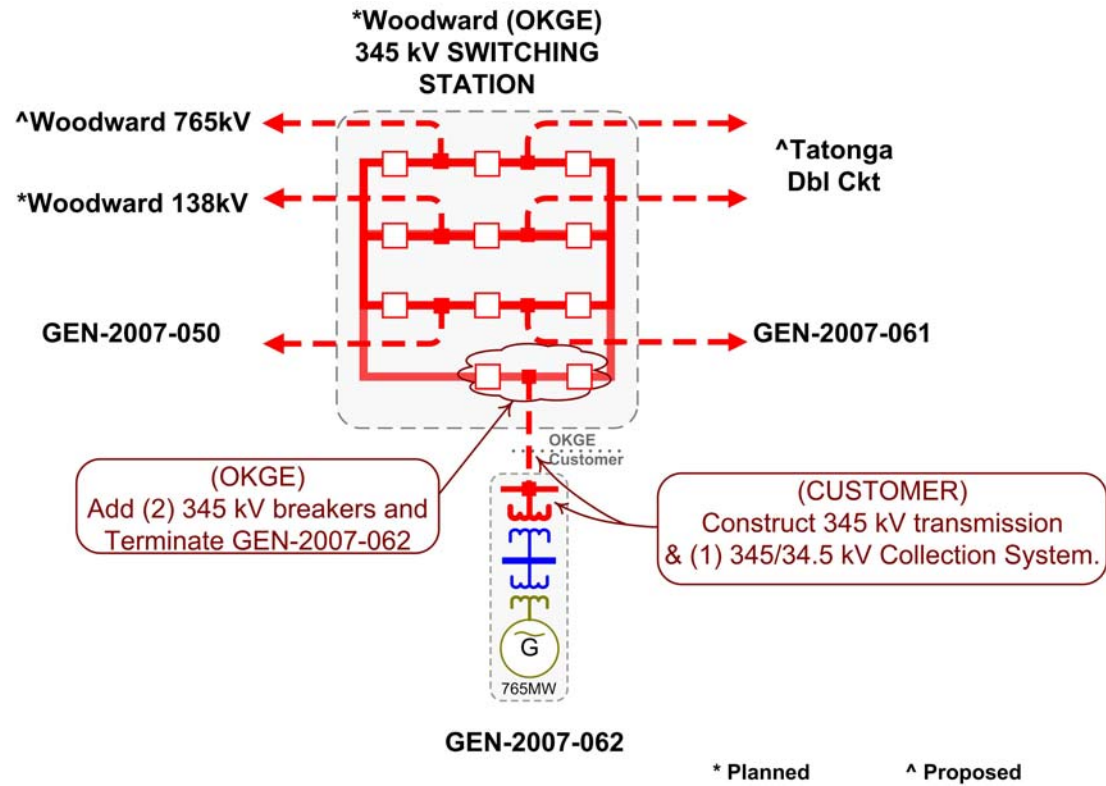 *Woodward (OKGE)
345 kV SWITCHING
STATION
^Woodward 765kV
^Tatonga
Dbl Ckt
*Woodward 138kV
GEN-2007-050
GEN-2007-061
OKGE
Customer
(OKGE)
Add (2) 345 kV breakers and
Terminate GEN-2007-062
(CUSTOMER)
Construct 345 kV transmission
& (1) 345/34.5 kV Collection System.
G
765MW
GEN-2007-062
* Planned
^ Proposed